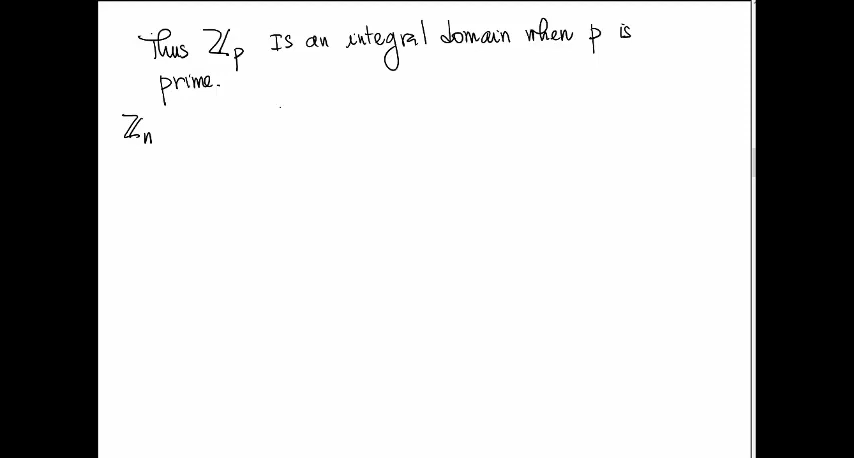 Thus ℤp Is an integral domain when p is
prime.
ℤn